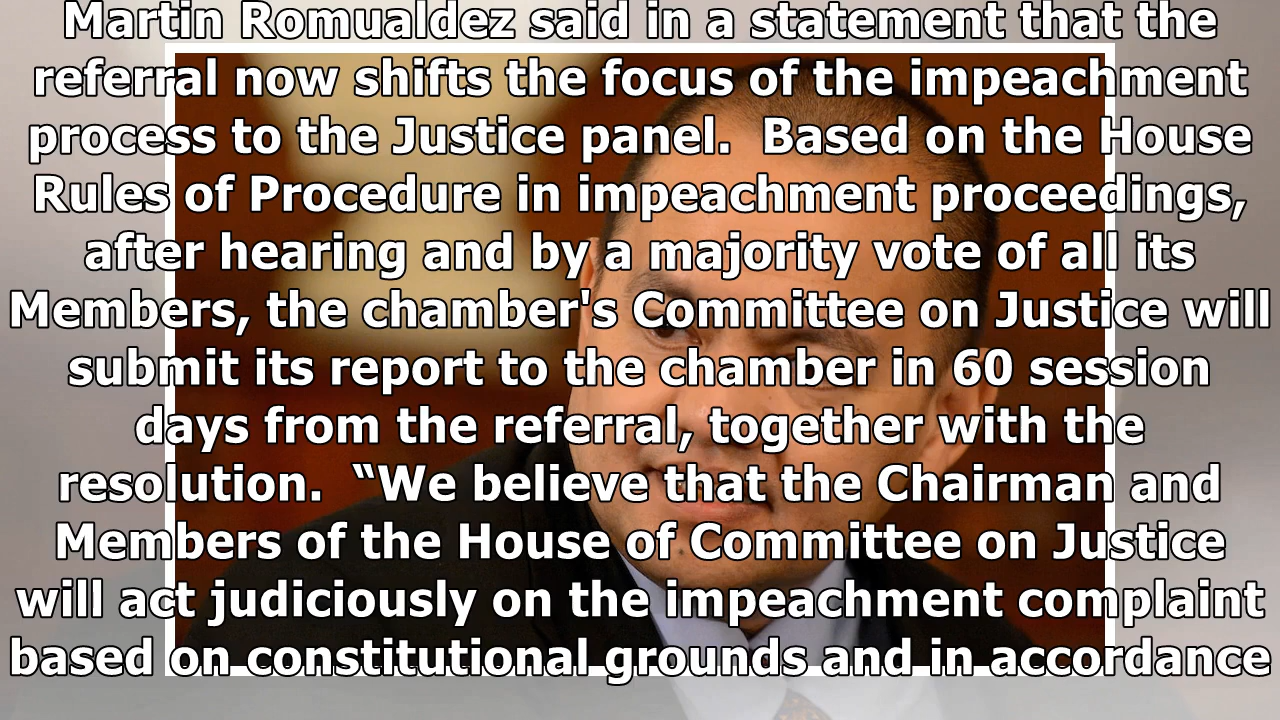 Martin Romualdez said in a statement that the
referral now shifts the focus of the impeachment
process to the Justice panel.  Based on the House
Rules of Procedure in impeachment proceedings,
after hearing and by a majority vote of all its
Members, the chamber's Committee on Justice will
submit its report to the chamber in 60 session
days from the referral, together with the
resolution.  “We believe that the Chairman and
Members of the House of Committee on Justice
will act judiciously on the impeachment complaint
based on constitutional grounds and in accordance